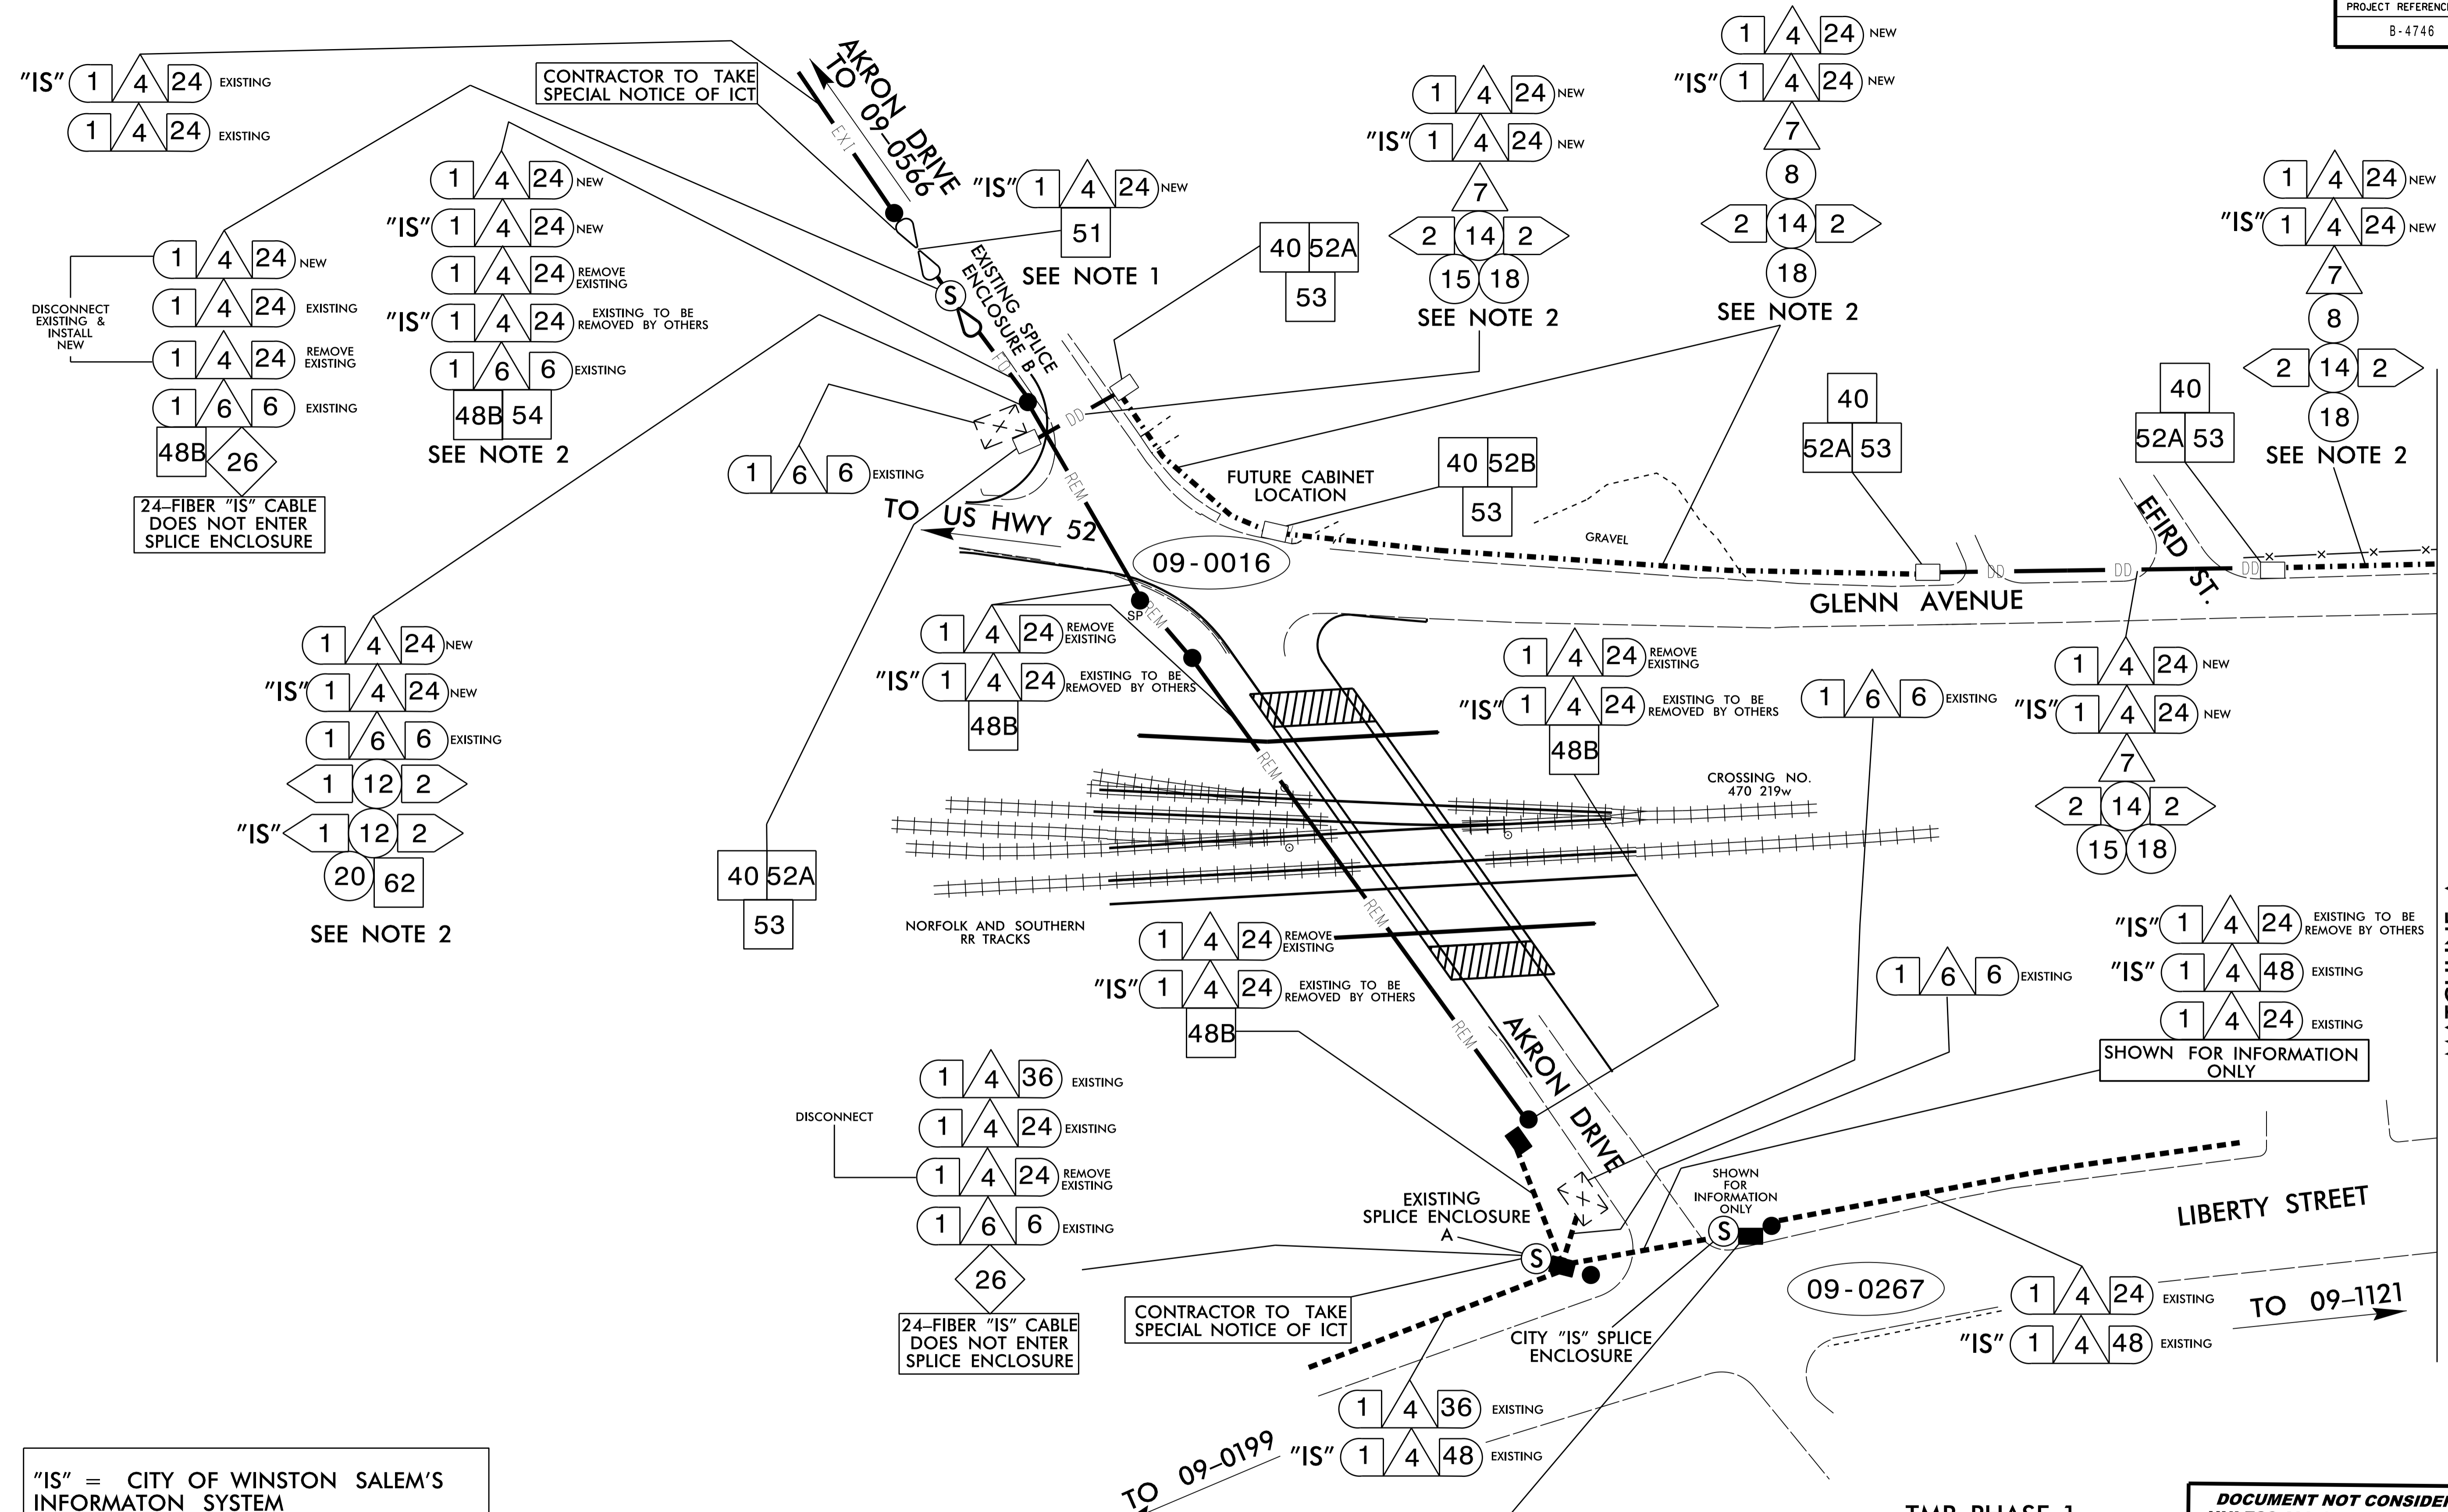 PROJECT REFERENC
B-4746
"IS" 1 4 24 EXISTING
1 4 24 EXISTING
CONTRACTOR TO TAKE
SPECIAL NOTICE OF ICT
AKRON DRIVE
TO 09-0566
EXI
"IS" 1 4 24 NEW
51
SEE NOTE 1
EXISTING SPLICE
ENCLOSURE B
S
FO
1 4 24 NEW
1 4 24 EXISTING
1 4 24 REMOVE
EXISTING
1 6 6 EXISTING
48B 26
DISCONNECT
EXISTING &
INSTALL
NEW
24-FIBER "IS" CABLE
DOES NOT ENTER
SPLICE ENCLOSURE
1 4 24 NEW
"IS" 1 4 24 NEW
1 4 24 REMOVE
EXISTING
"IS" 1 4 24 EXISTING TO BE
REMOVED BY OTHERS
1 6 6 EXISTING
48B 54
SEE NOTE 2
1 6 6 EXISTING
40 52A
53
1 4 24 NEW
"IS" 1 4 24 NEW
7
2 14 2
15 18
SEE NOTE 2
1 4 24 NEW
"IS" 1 4 24 NEW
7
8
2 14 2
18
SEE NOTE 2
1 4 24 NEW
"IS" 1 4 24 NEW
7
8
2 14 2
18
SEE NOTE 2
DD
REM
TO US HWY 52
09-0016
FUTURE CABINET
LOCATION
40 52B
53
GRAVEL
40
52A 53
40
52A 53
EFIRD
ST.
DD
DD
DD
GLENN AVENUE
SP
REM
1 4 24 NEW
"IS" 1 4 24 NEW
1 6 6 EXISTING
1 12 2
"IS" 1 12 2
20 62
SEE NOTE 2
1 4 24 REMOVE
EXISTING
"IS" 1 4 24 EXISTING TO BE
REMOVED BY OTHERS
48B
1 4 24 REMOVE
EXISTING
"IS" 1 4 24 EXISTING TO BE
REMOVED BY OTHERS
48B
1 6 6 EXISTING
1 4 24 NEW
"IS" 1 4 24 NEW
7
2 14 2
15 18
REM
CROSSING NO.
470 219w
40 52A
53
NORFOLK AND SOUTHERN
RR TRACKS
REM
1 4 24 REMOVE
EXISTING
"IS" 1 4 24 EXISTING TO BE
REMOVED BY OTHERS
48B
"IS" 1 4 24 EXISTING TO BE
REMOVE BY OTHERS
"IS" 1 4 48 EXISTING
1 4 24 EXISTING
SHOWN FOR INFORMATION
ONLY
1 6 6 EXISTING
REM
AKRON DRIVE
1 4 36 EXISTING
1 4 24 EXISTING
1 4 24 REMOVE
EXISTING
1 6 6 EXISTING
26
DISCONNECT
24-FIBER "IS" CABLE
DOES NOT ENTER
SPLICE ENCLOSURE
EXISTING
SPLICE ENCLOSURE
A
S
SHOWN
FOR
INFORMATION
ONLY
S
LIBERTY STREET
CONTRACTOR TO TAKE
SPECIAL NOTICE OF ICT
CITY "IS" SPLICE
ENCLOSURE
09-0267
1 4 24 EXISTING
"IS" 1 4 48 EXISTING
TO 09-1121
1 4 36 EXISTING
"IS" 1 4 48 EXISTING
TO 09-0199
"IS" = CITY OF WINSTON SALEM'S
INFORMATON SYSTEM
TMP PHASE 1
DOCUMENT NOT CONSIDE